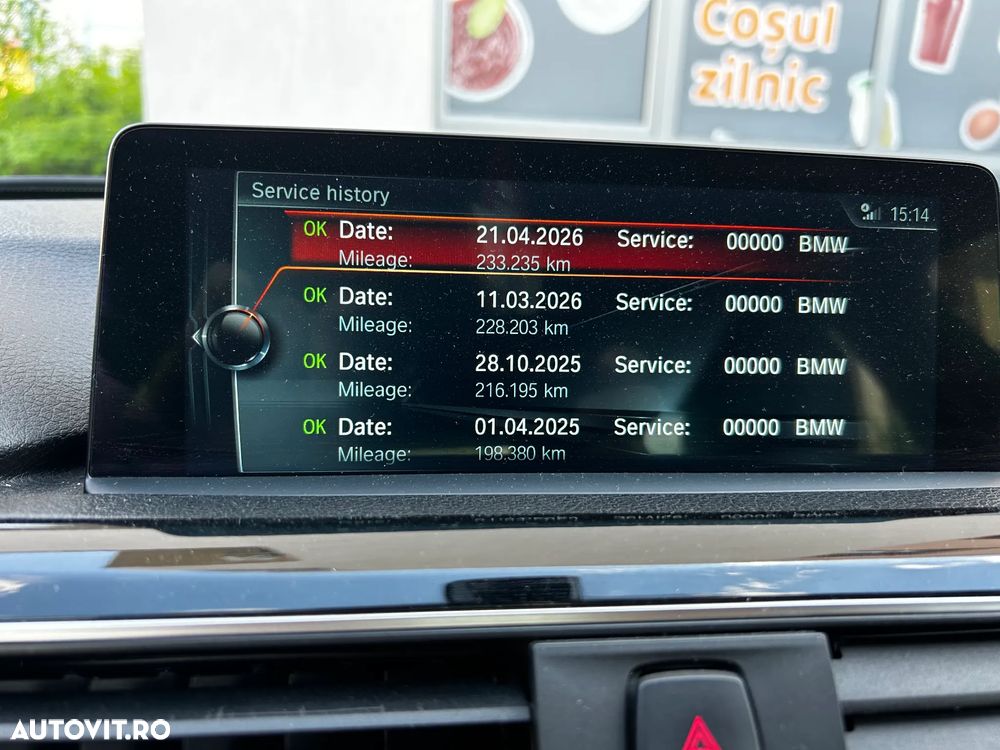 Coșul
zilnic
Service history
15:14
OK Date: 21.04.2026 Service: 00000 BMW
Mileage: 233.235 km
OK Date: 11.03.2026 Service: 00000 BMW
Mileage: 228.203 km
OK Date: 28.10.2025 Service: 00000 BMW
Mileage: 216.195 km
OK Date: 01.04.2025 Service: 00000 BMW
Mileage: 198.380 km
AUTOVIT.RO